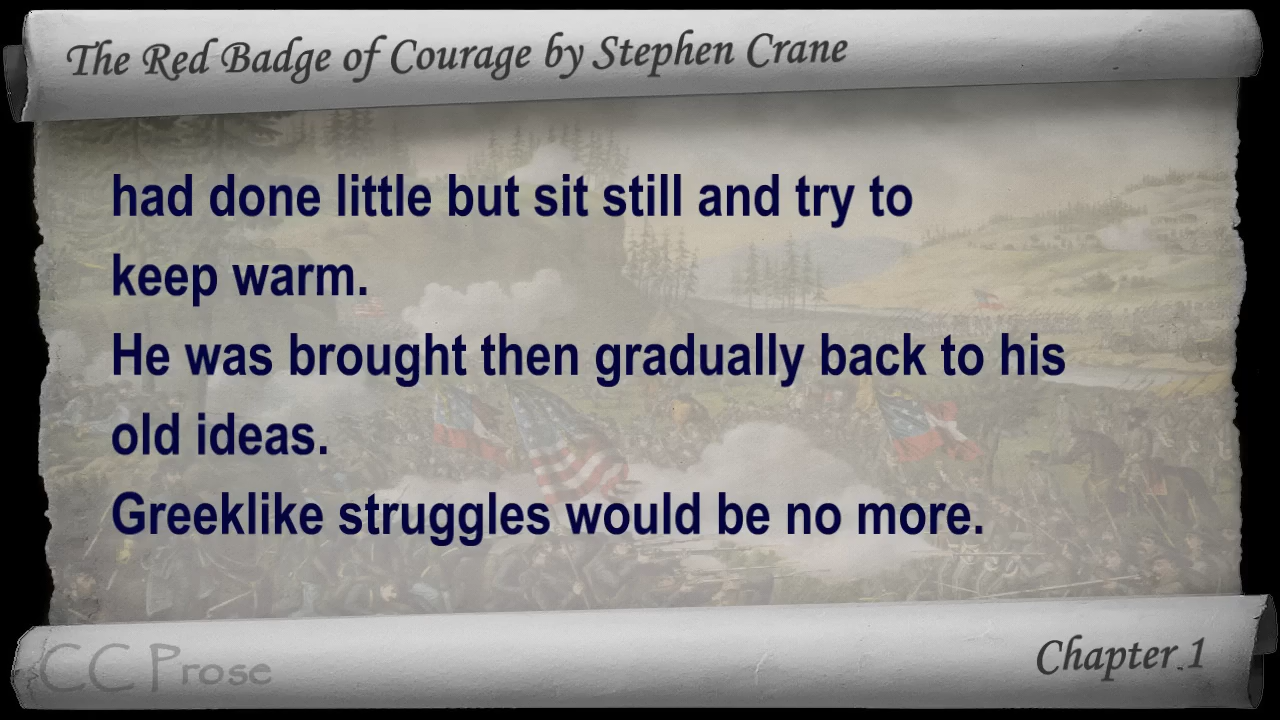 The Red Badge of Courage by Stephen Crane
had done little but sit still and try to
keep warm.
He was brought then gradually back to his
old ideas.
Greeklike struggles would be no more.
CC Prose
Chapter 1